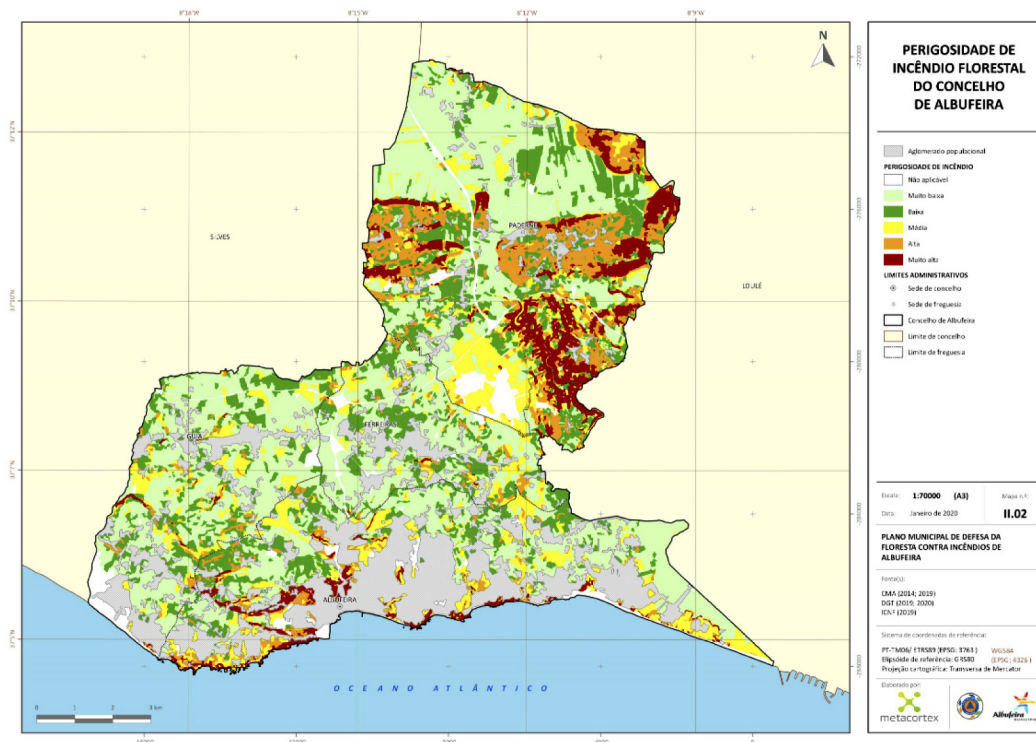 8°15'W
8°12'W
8°9'W
N
-272000
-276000
-280000
-284000
-288000
SILVES
PADERNE
LOULÉ
GUIA
FERREIRAS
ALBUFEIRA
OCEANO ATLÂNTICO
0 1 2 3 km
PERIGOSIDADE DE
INCÊNDIO FLORESTAL
DO CONCELHO
DE ALBUFEIRA
Aglomerado populacional
PERIGOSIDADE DE INCÊNDIO
Não aplicável
Muito baixa
Baixa
Média
Alta
Muito alta
LIMITES ADMINISTRATIVOS
Sede de concelho
Sede de freguesia
Concelho de Albufeira
Limite de concelho
Limite de freguesia
Escala: 1:70000 (A3) Mapa n.º:
Data: Janeiro de 2020 II.02
PLANO MUNICIPAL DE DEFESA DA
FLORESTA CONTRA INCÊNDIOS DE
ALBUFEIRA
Fonte(s):
CMA (2014; 2019)
DGT (2019; 2020)
ICNF (2019)
Sistema de coordenadas de referência:
PT-TM06/ ETRS89 (EPSG: 3763) WGS84
Elipsóide de referência: GRS80 (EPSG: 4326)
Projeção cartográfica: Transversa de Mercator
Elaborado por:
metacortex
Albufeira